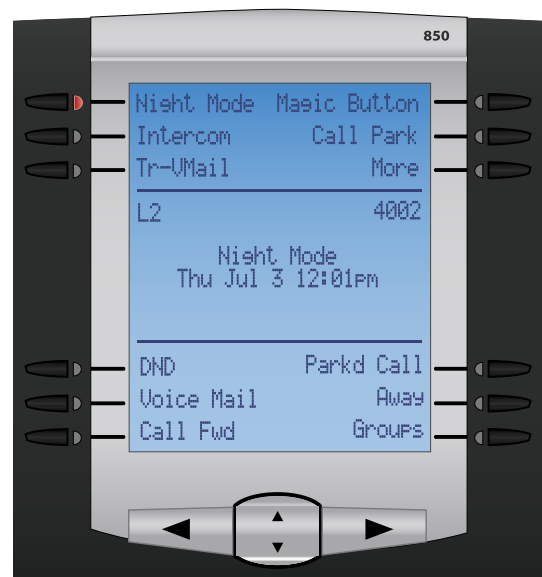 850
Night Mode Magic Button
Intercom Call Park
Tr-VMail More
L2 4002
Night Mode
Thu Jul 3 12:01pm
DND Parkd Call
Voice Mail Away
Call Fwd Groups